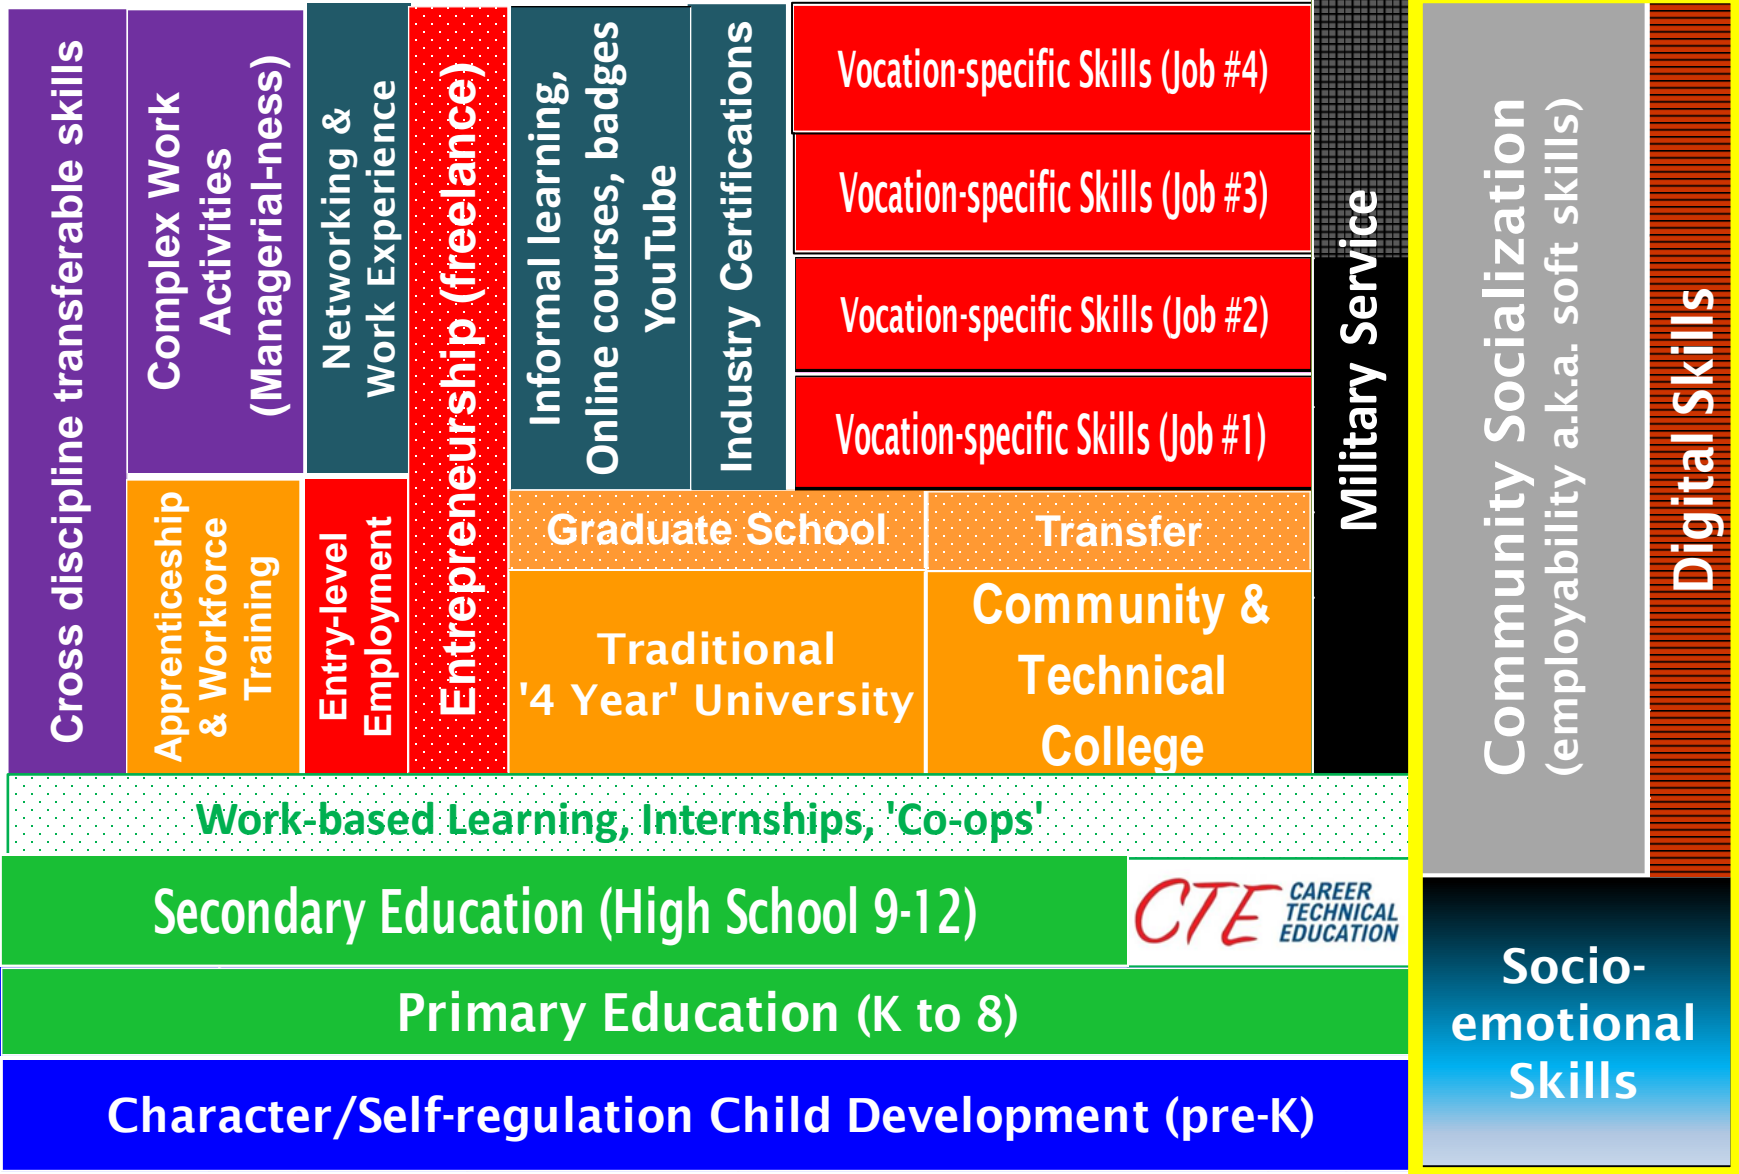 Cross discipline transferable skills
Complex Work
Activities
(Managerial-ness)
Networking &
Work Experience
Entrepreneurship (freelance)
Informal learning,
Online courses, badges
YouTube
Industry Certifications
Vocation-specific Skills (Job #4)
Vocation-specific Skills (Job #3)
Vocation-specific Skills (Job #2)
Vocation-specific Skills (Job #1)
Military Service
Community Socialization
(employability a.k.a. soft skills)
Digital Skills
Apprenticeship
& Workforce
Training
Entry-level
Employment
Graduate School
Transfer
Traditional
'4 Year' University
Community &
Technical
College
Work-based Learning, Internships, 'Co-ops'
Secondary Education (High School 9-12)
CTE CAREER
TECHNICAL
EDUCATION
Primary Education (K to 8)
Character/Self-regulation Child Development (pre-K)
Socio-
emotional
Skills